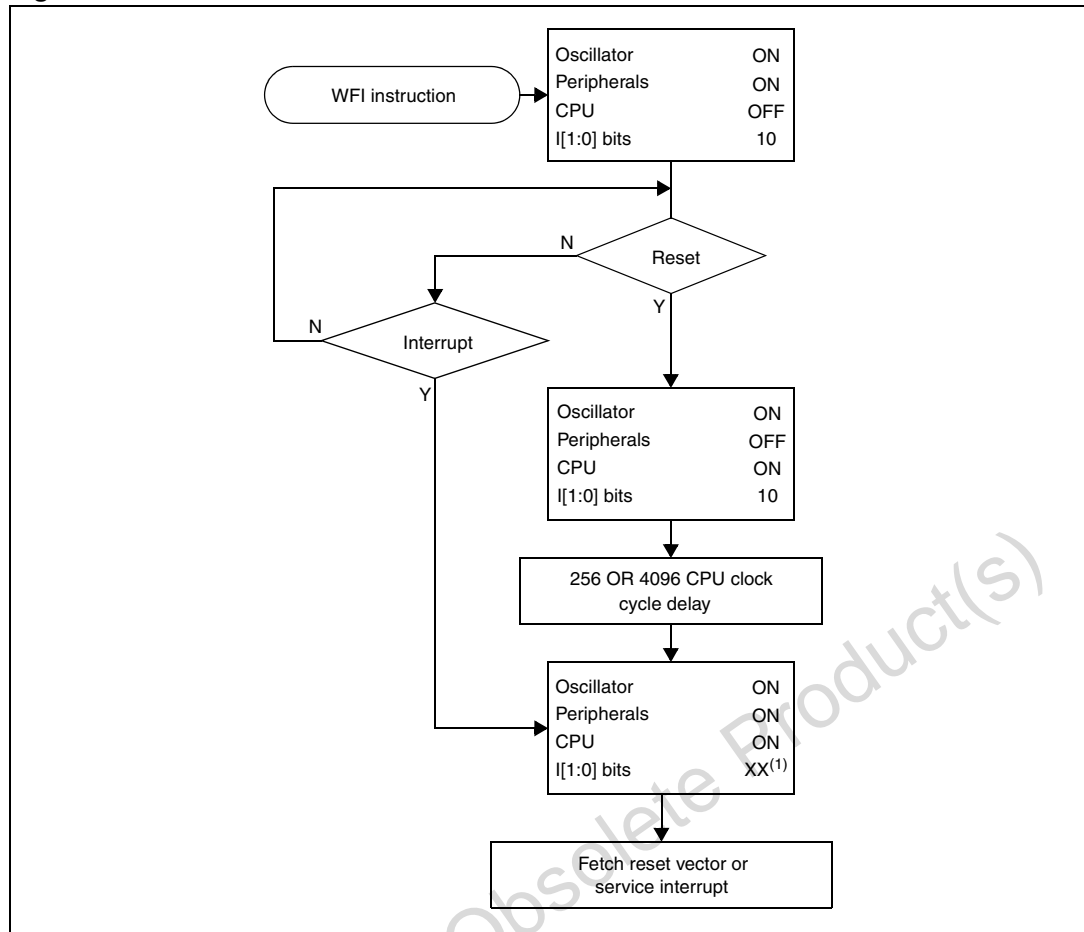 WFI instruction
Oscillator ON
Peripherals ON
CPU OFF
I[1:0] bits 10
N
Reset
Y
N
Interrupt
Y
Oscillator ON
Peripherals OFF
CPU ON
I[1:0] bits 10
256 OR 4096 CPU clock
cycle delay
Oscillator ON
Peripherals ON
CPU ON
I[1:0] bits XX(1)
Fetch reset vector or
service interrupt
Obsolete Product(s)